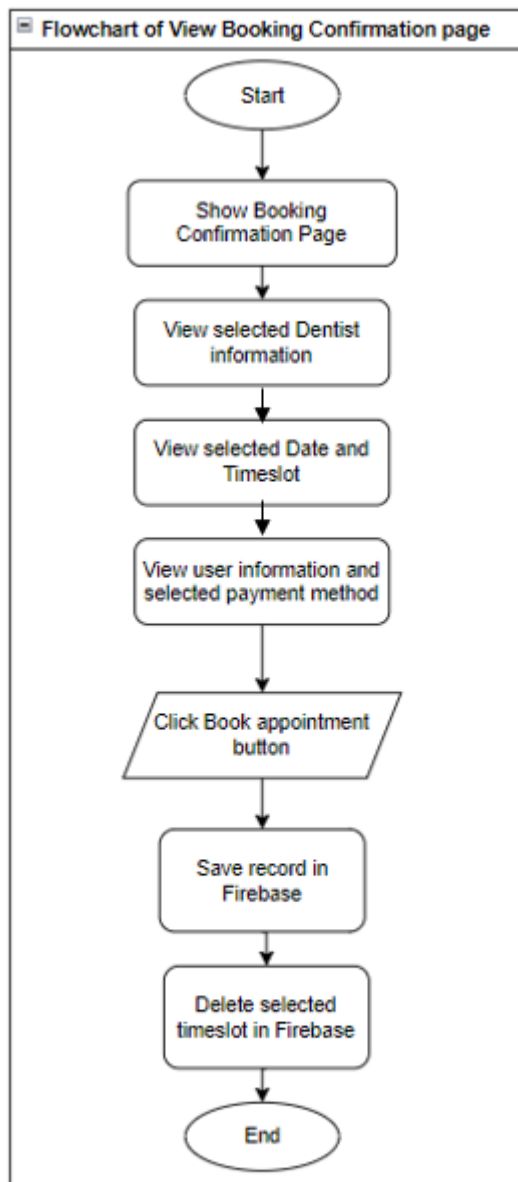 Flowchart of View Booking Confirmation page
Start
Show Booking
Confirmation Page
View selected Dentist
information
View selected Date and
Timeslot
View user information and
selected payment method
Click Book appointment
button
Save record in
Firebase
Delete selected
timeslot in Firebase
End